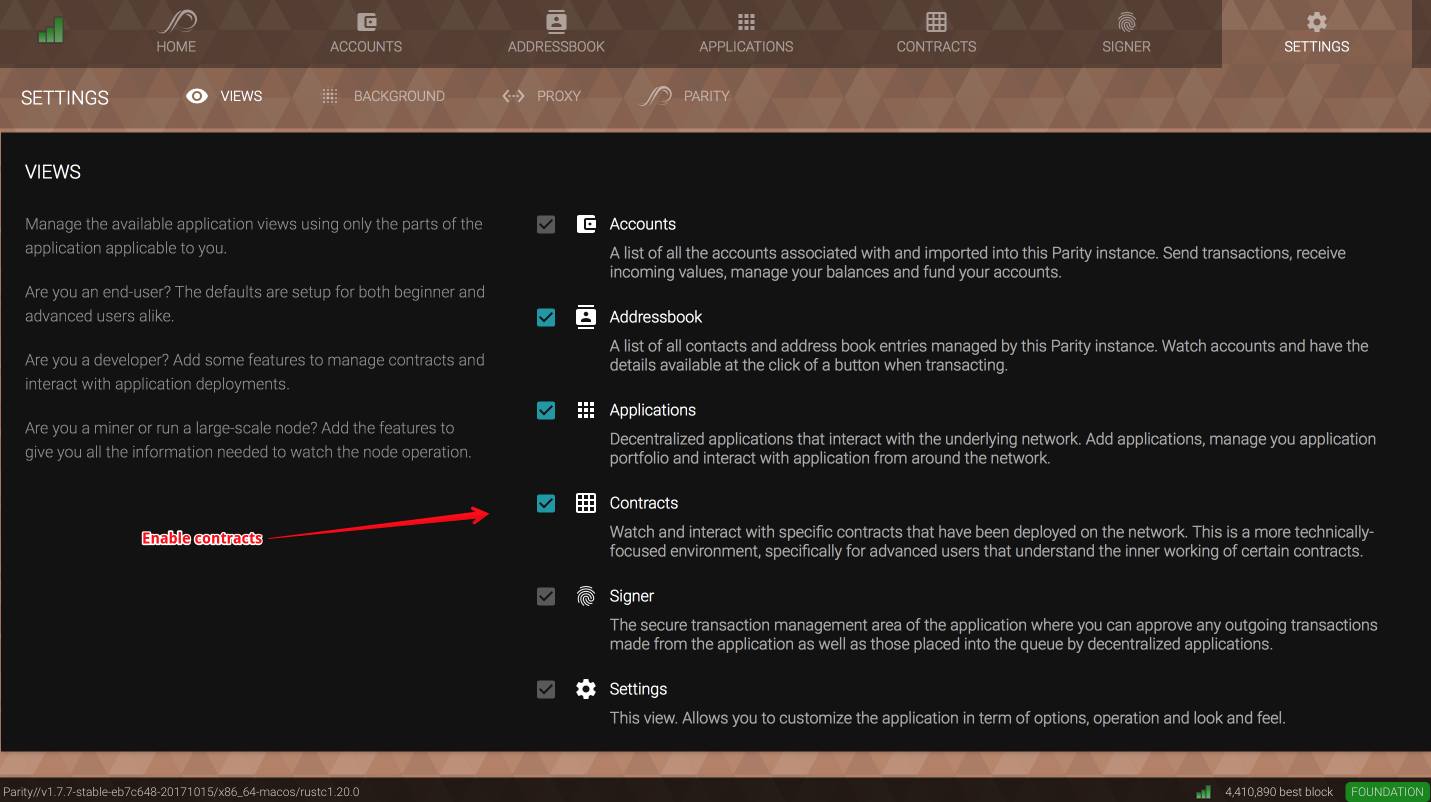 HOME
ACCOUNTS
ADDRESSBOOK
APPLICATIONS
CONTRACTS
SIGNER
SETTINGS
SETTINGS
VIEWS
BACKGROUND
PROXY
PARITY
VIEWS
Manage the available application views using only the parts of the
application applicable to you.
Are you an end-user? The defaults are setup for both beginner and
advanced users alike.
Are you a developer? Add some features to manage contracts and
interact with application deployments.
Are you a miner or run a large-scale node? Add the features to
give you all the information needed to watch the node operation.
Enable contracts
Accounts
A list of all the accounts associated with and imported into this Parity instance. Send transactions, receive
incoming values, manage your balances and fund your accounts.
Addressbook
A list of all contacts and address book entries managed by this Parity instance. Watch accounts and have the
details available at the click of a button when transacting.
Applications
Decentralized applications that interact with the underlying network. Add applications, manage you application
portfolio and interact with application from around the network.
Contracts
Watch and interact with specific contracts that have been deployed on the network. This is a more technically-
focused environment, specifically for advanced users that understand the inner working of certain contracts.
Signer
The secure transaction management area of the application where you can approve any outgoing transactions
made from the application as well as those placed into the queue by decentralized applications.
Settings
This view. Allows you to customize the application in term of options, operation and look and feel.
Parity//v1.7.7-stable-eb7c648-20171015/x86_64-macos/rustc1.20.0
4,410,890 best block
FOUNDATION